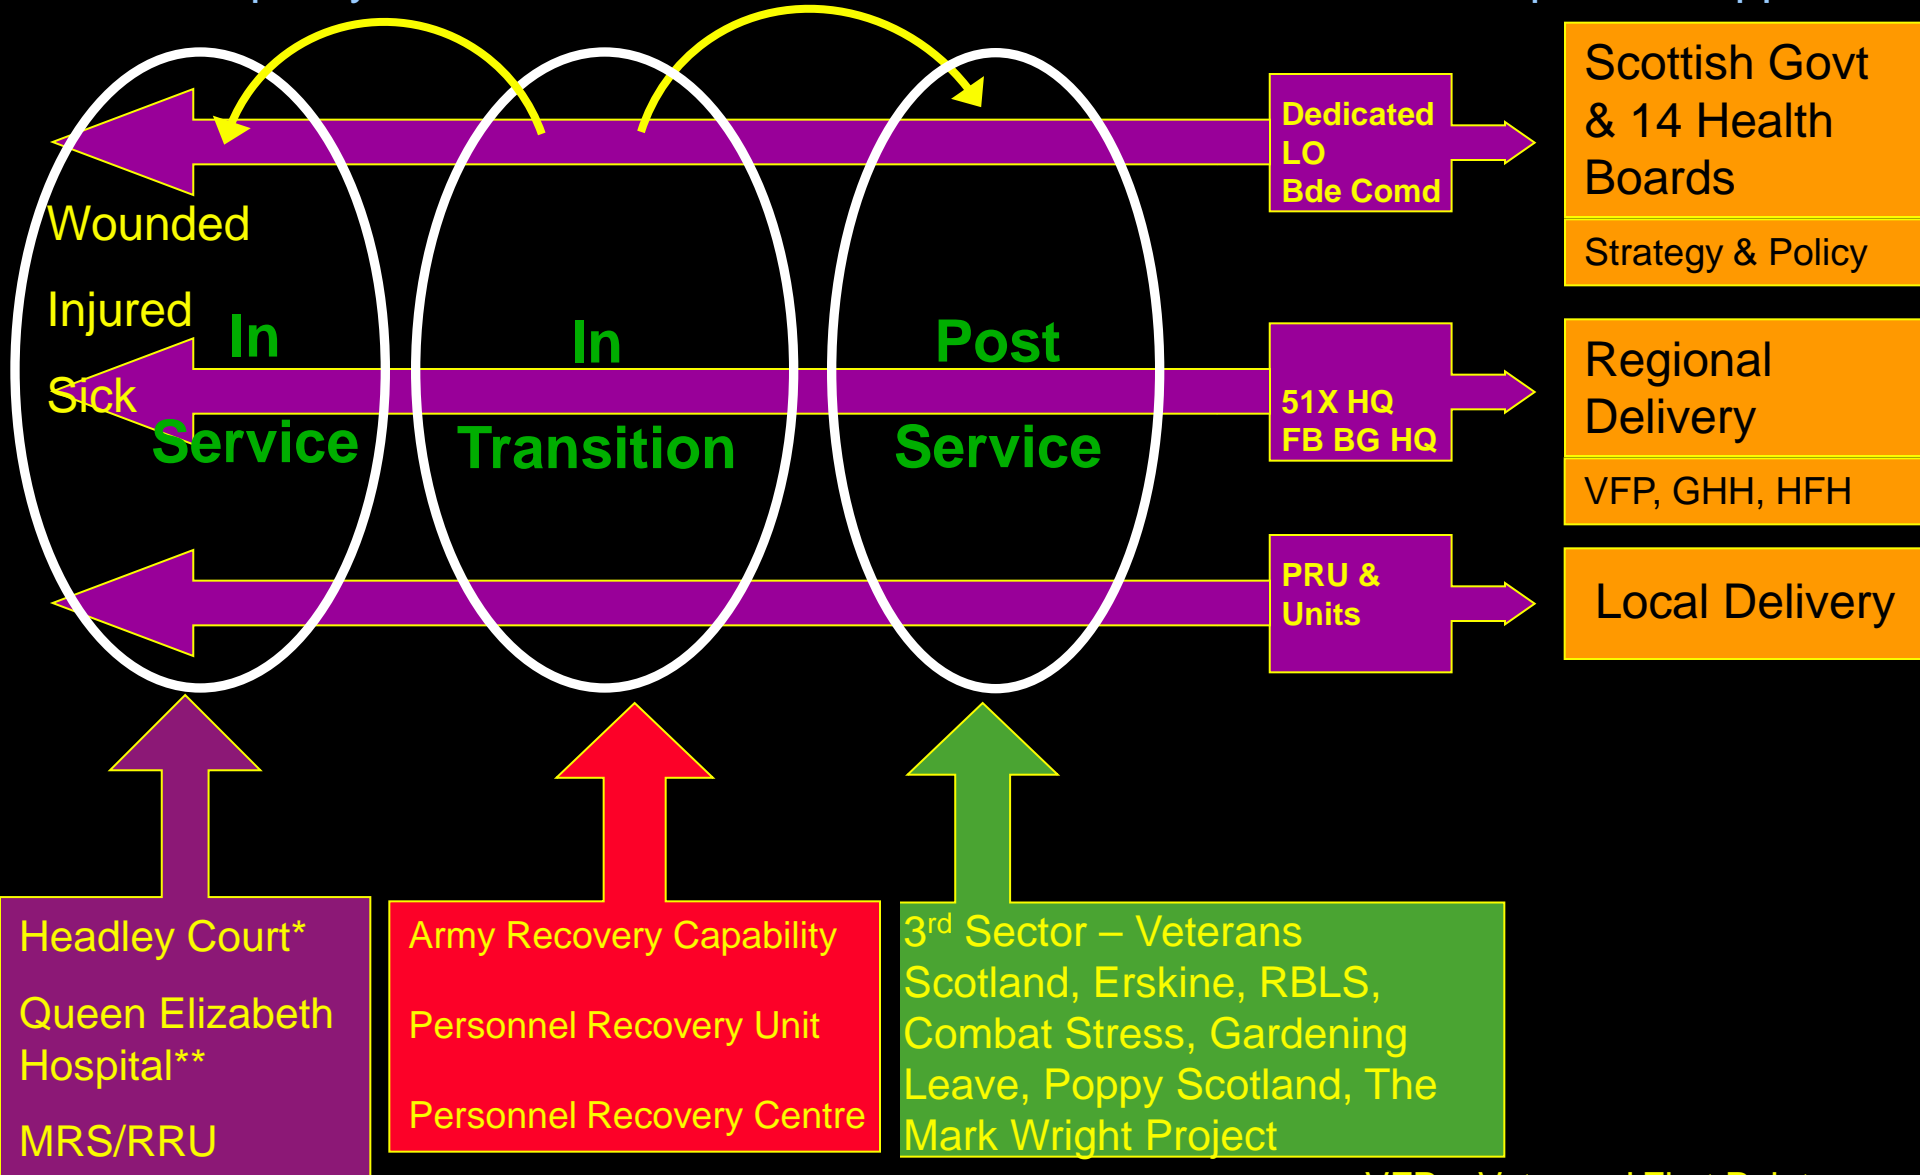 Wounded
Injured
Sick
In
Service
In
Transition
Post
Service
Dedicated
LO
Bde Comd
51X HQ
FB BG HQ
PRU &
Units
Scottish Govt
& 14 Health
Boards
Strategy & Policy
Regional
Delivery
VFP, GHH, HFH
Local Delivery
Headley Court*
Queen Elizabeth
Hospital**
MRS/RRU
Army Recovery Capability
Personnel Recovery Unit
Personnel Recovery Centre
3rd Sector – Veterans
Scotland, Erskine, RBLS,
Combat Stress, Gardening
Leave, Poppy Scotland, The
Mark Wright Project